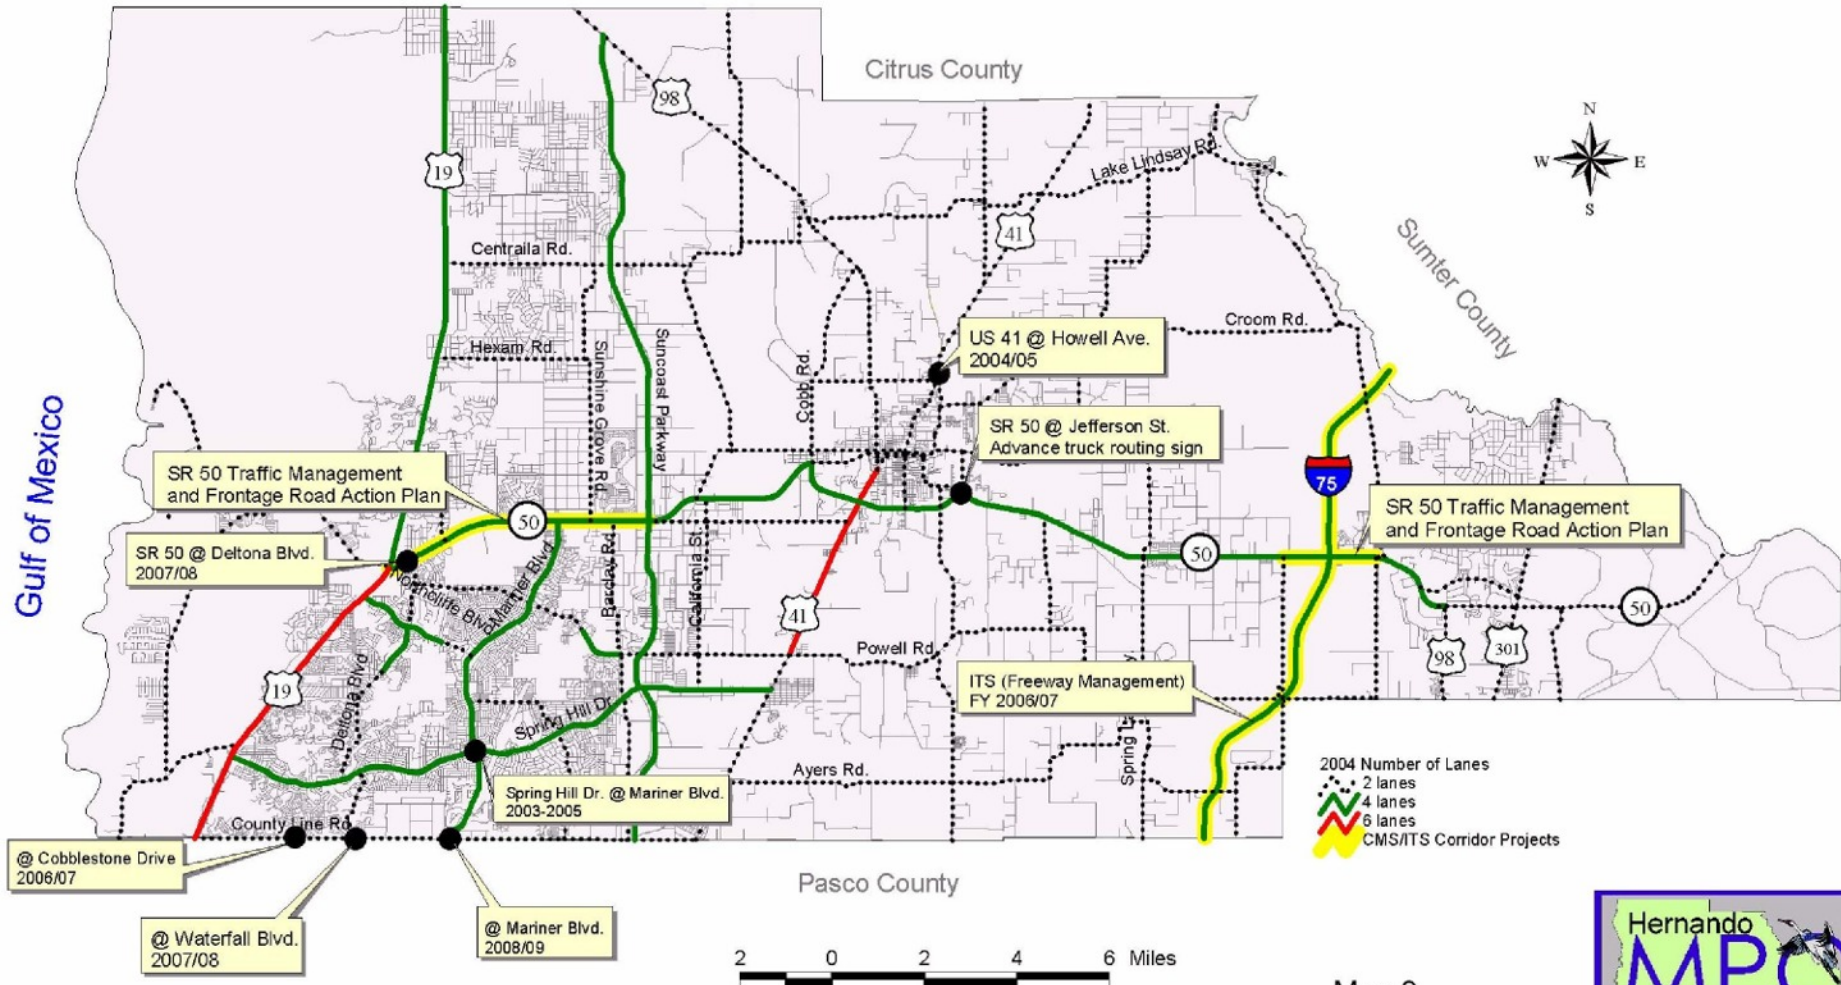 Citrus County
98
N
W E
S
19
Lake Lindsay Rd.
41
Sumter County
Centralia Rd.
Croom Rd.
US 41 @ Howell Ave.
2004/05
Hexam Rd.
Sunshine Grove Rd.
Suncoast Parkway
Cobb Rd.
Gulf of Mexico
SR 50 @ Jefferson St.
Advance truck routing sign
SR 50 Traffic Management
and Frontage Road Action Plan
75
SR 50 Traffic Management
and Frontage Road Action Plan
50
SR 50 @ Deltona Blvd.
2007/08
50
Northcliffe Blvd.
Mariner Blvd.
Barclay Rd.
California St.
41
50
98
301
Powell Rd.
19
Deltona Blvd.
ITS (Freeway Management)
FY 2006/07
Spring Hill Dr.
Spring
Ayers Rd.
2004 Number of Lanes
2 lanes
4 lanes
6 lanes
CMS/ITS Corridor Projects
Spring Hill Dr. @ Mariner Blvd.
2003-2005
County Line Rd.
@ Cobblestone Drive
2006/07
Pasco County
@ Waterfall Blvd.
2007/08
@ Mariner Blvd.
2008/09
2 0 2 4 6 Miles
Hernando
MPO